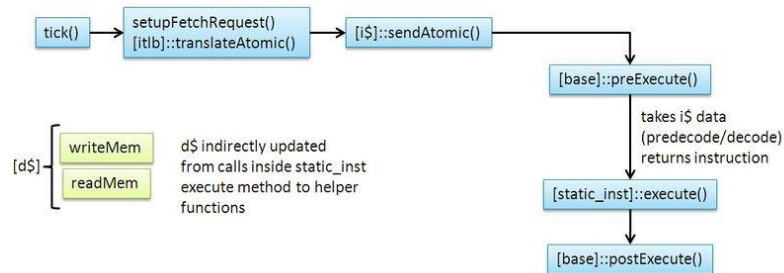 tick()
setupFetchRequest()
[itlb]::translateAtomic()
[i$]::sendAtomic()
[base]::preExecute()
takes i$ data
(predecode/decode)
returns instruction
[static_inst]::execute()
[base]::postExecute()
[d$]
writeMem
readMem
d$ indirectly updated
from calls inside static_inst
execute method to helper
functions